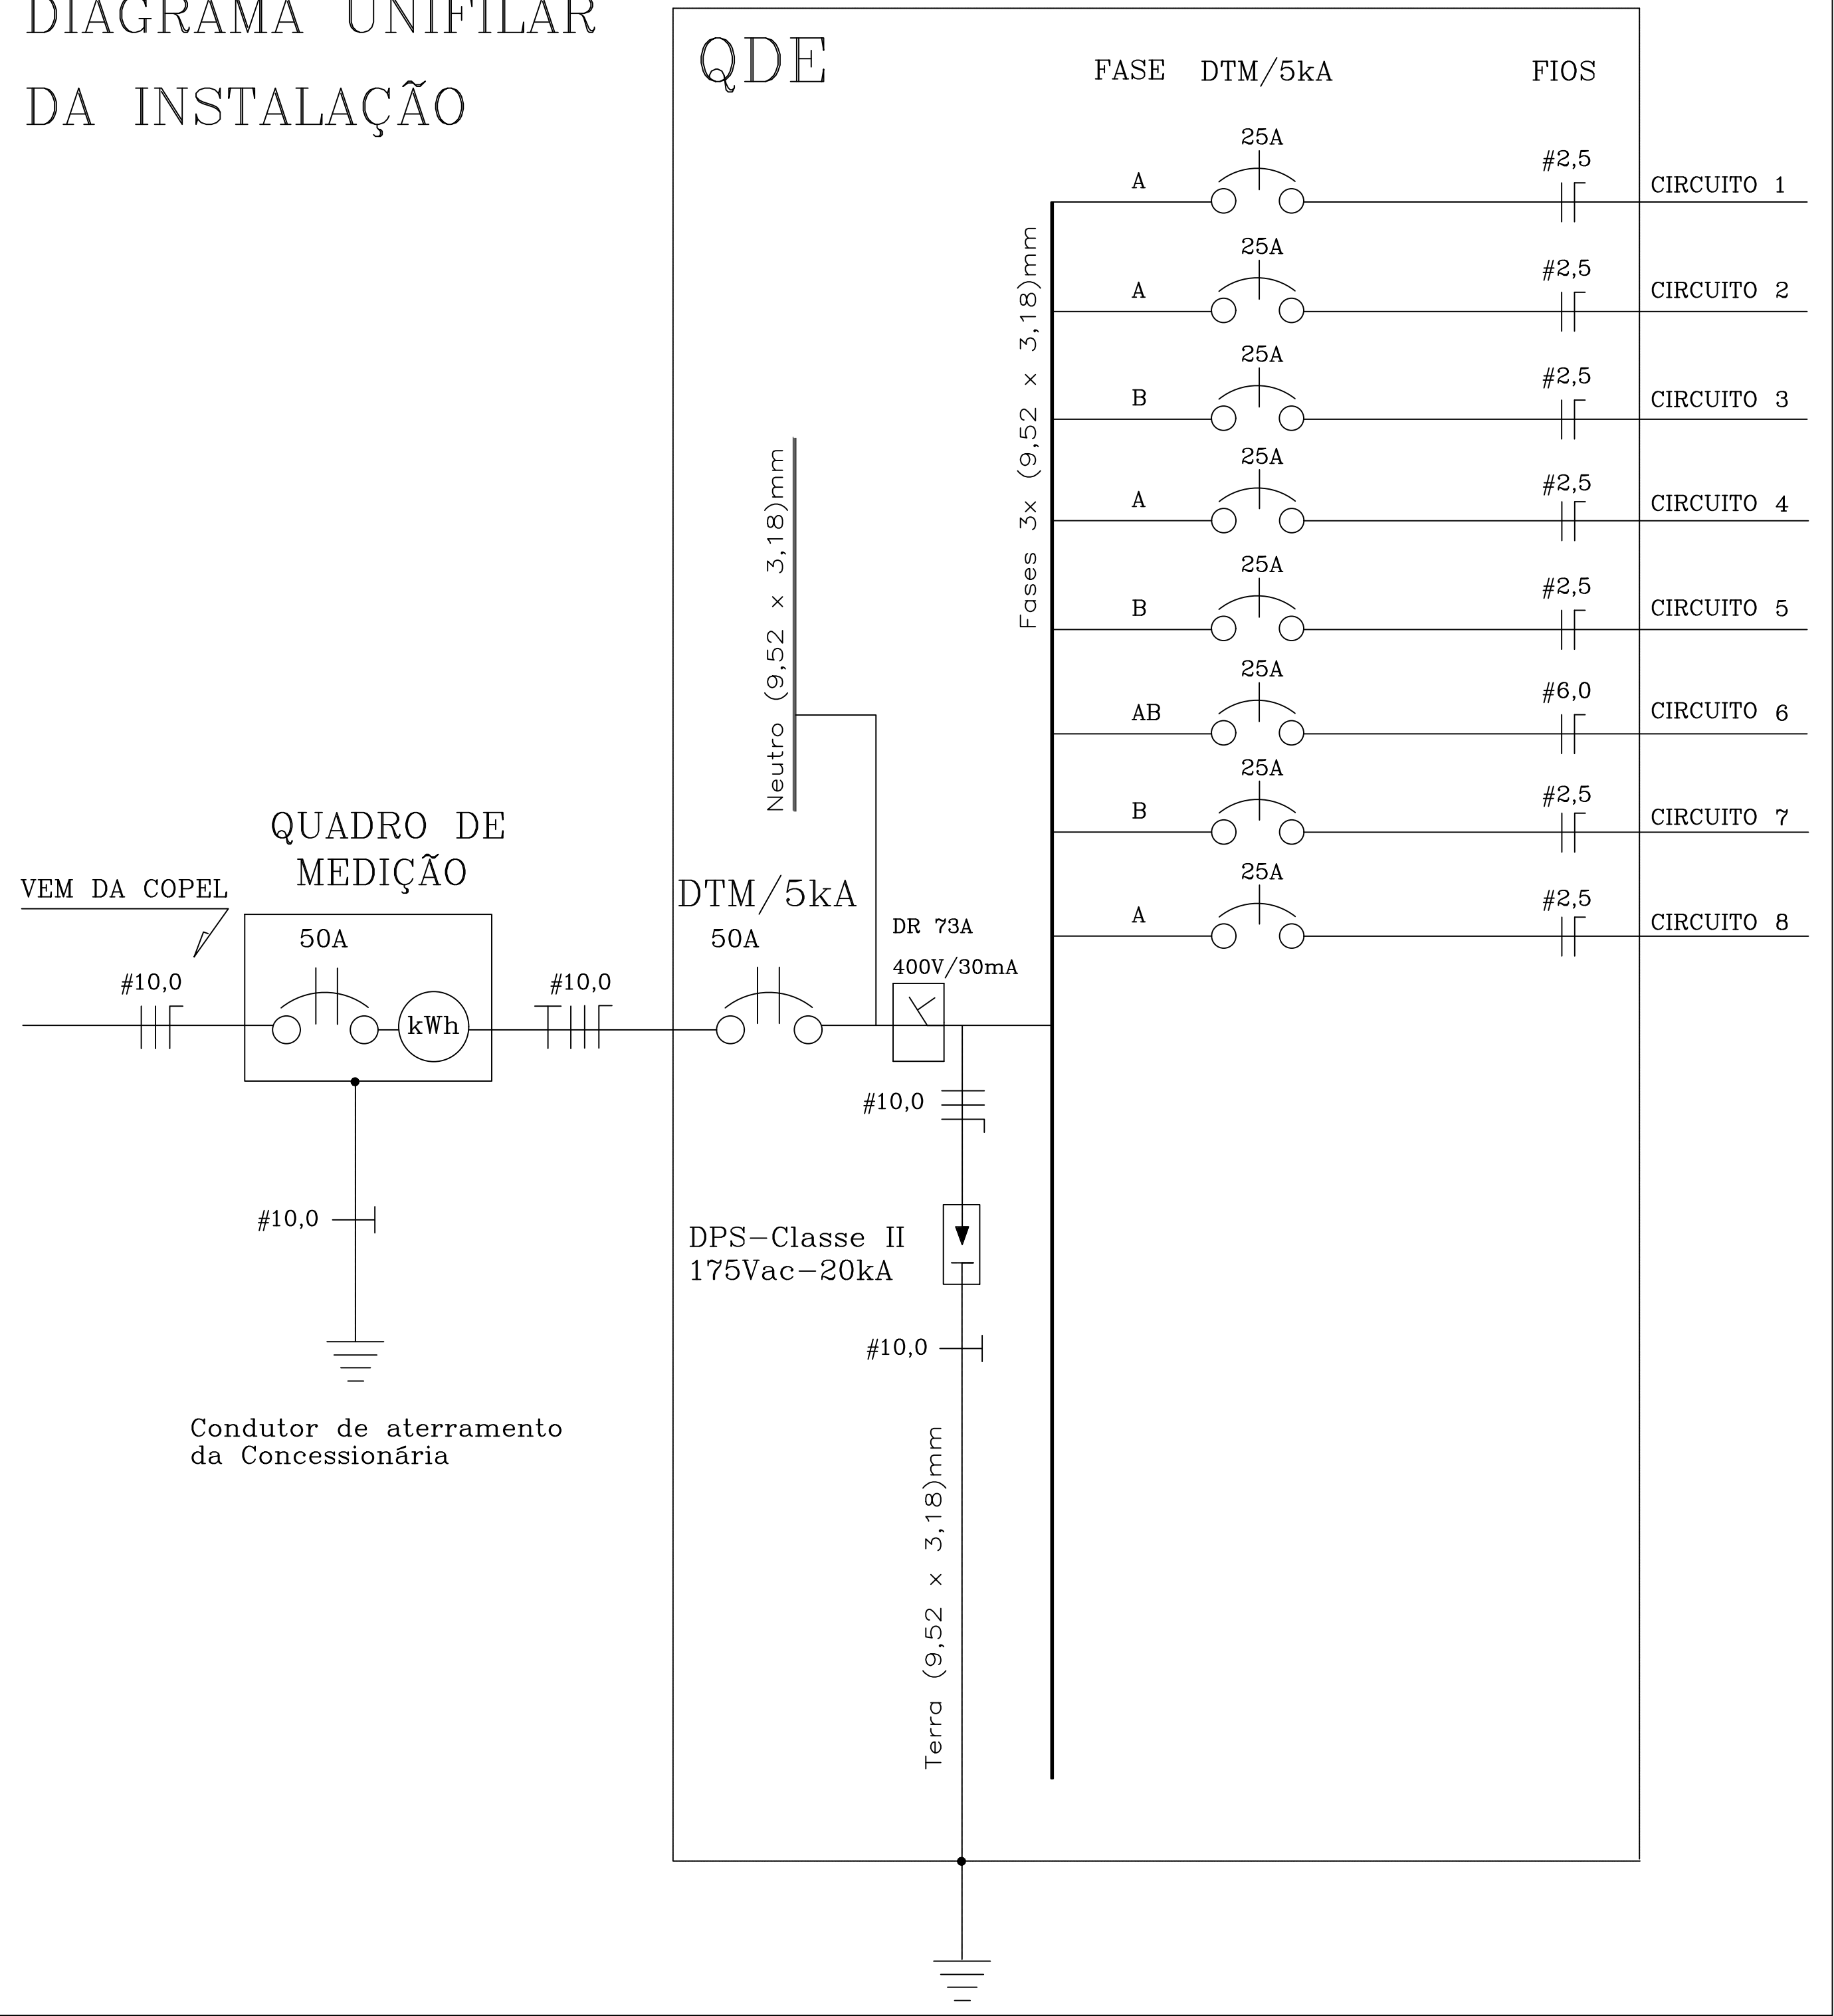 DIAGRAMA UNIFILAR
DA INSTALAÇÃO
QDE
FASE DTM/5kA FIOS
25A
A
#2,5
CIRCUITO 1
25A
A
#2,5
CIRCUITO 2
25A
B
#2,5
CIRCUITO 3
25A
A
#2,5
CIRCUITO 4
25A
B
#2,5
CIRCUITO 5
25A
AB
#6,0
CIRCUITO 6
25A
B
#2,5
CIRCUITO 7
25A
A
#2,5
CIRCUITO 8
Fases 3x (9,52 x 3,18)mm
Neutro (9,52 x 3,18)mm
QUADRO DE
MEDIÇÃO
VEM DA COPEL
50A
#10,0
kWh
#10,0
DTM/5kA
50A
DR 73A
400V/30mA
#10,0
#10,0
DPS-Classe II
175Vac-20kA
#10,0
Condutor de aterramento
da Concessionária
Terra (9,52 x 3,18)mm